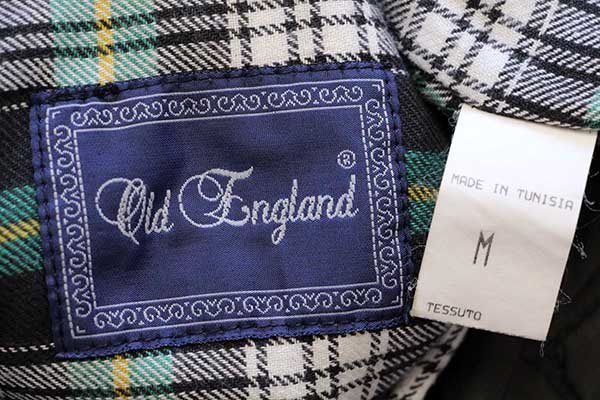 Old England ®
MADE IN TUNISIA
M
TESSUTO